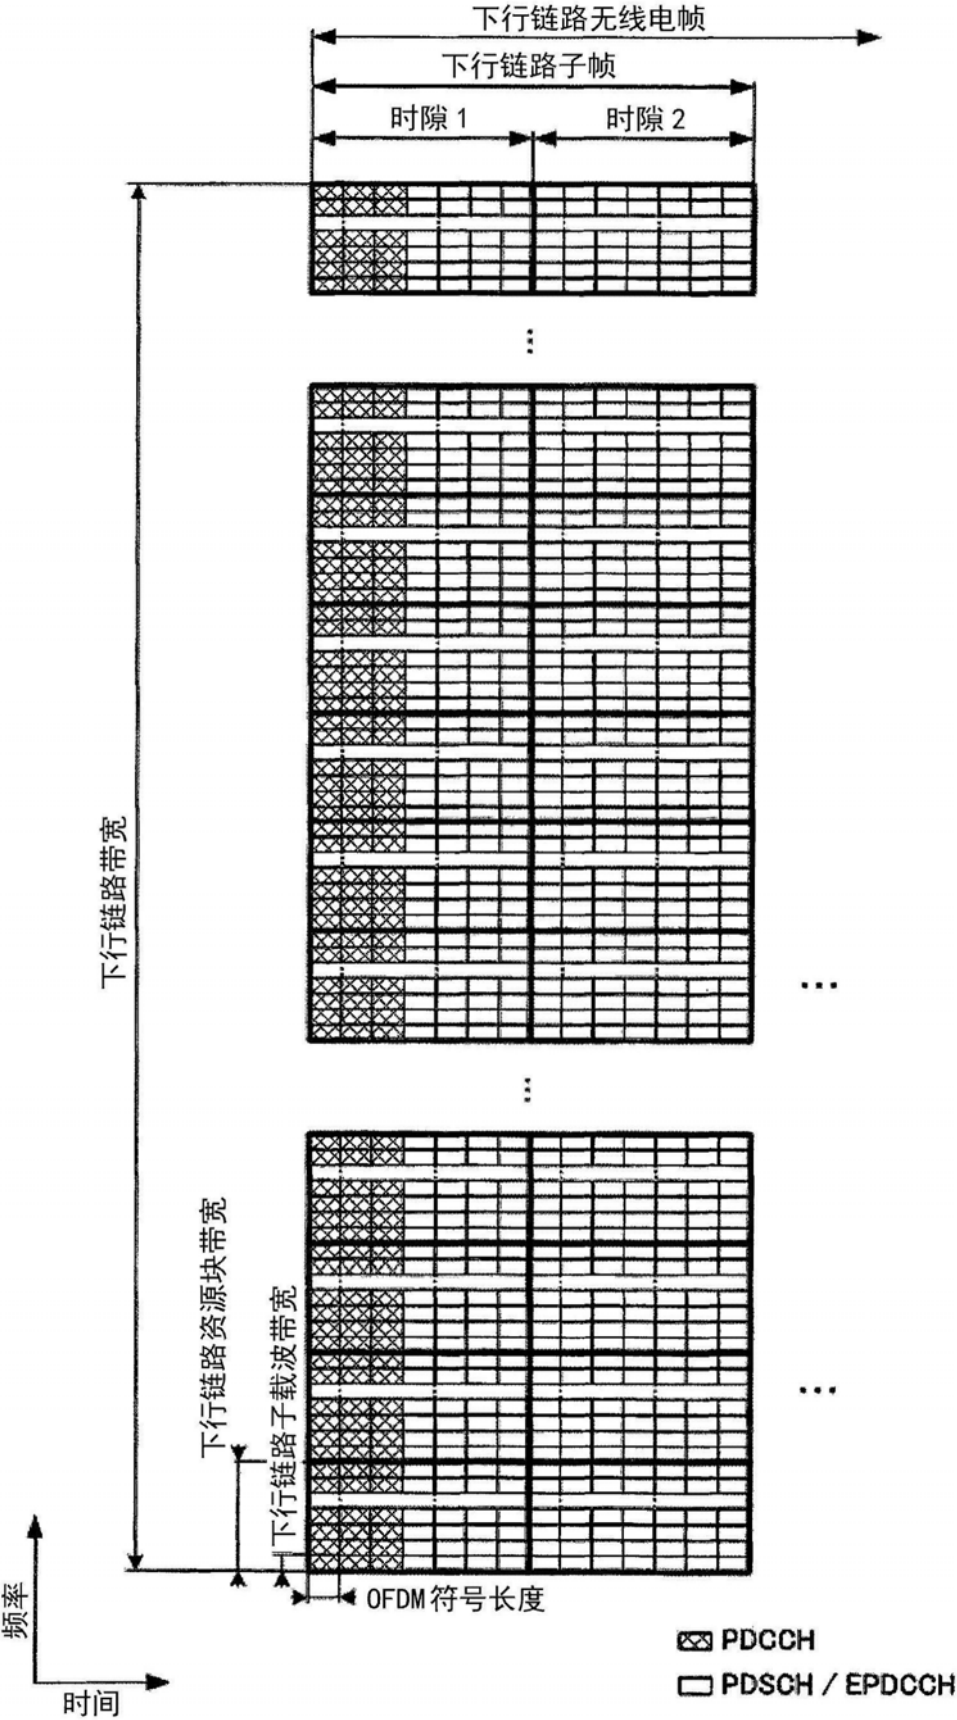 下行链路无线电帧
下行链路子帧
时隙 1
时隙 2
下行链路带宽
下行链路资源块带宽
下行链路子载波带宽
OFDM 符号长度
频率
时间
PDCCH
PDSCH / EPDCCH